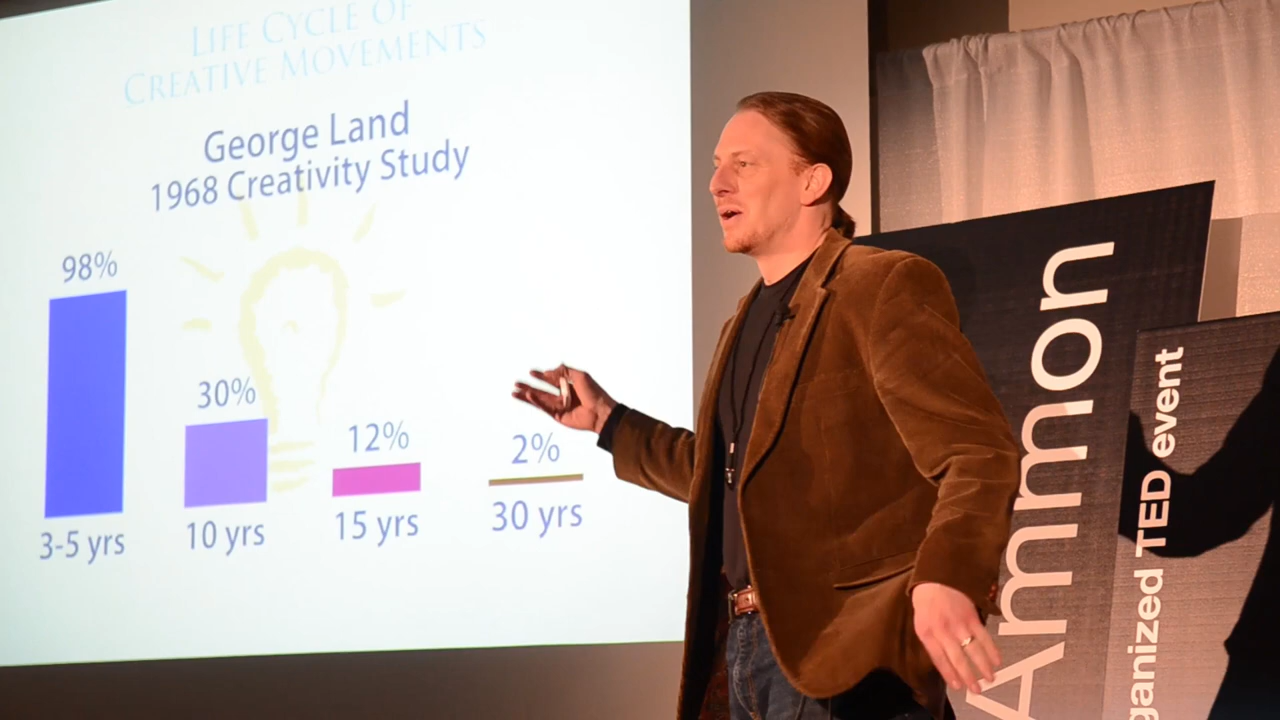 LIFE CYCLE OF
CREATIVE MOVEMENTS
George Land
1968 Creativity Study
98%
30%
12%
2%
3-5 yrs
10 yrs
15 yrs
30 yrs
Ammon
TED event